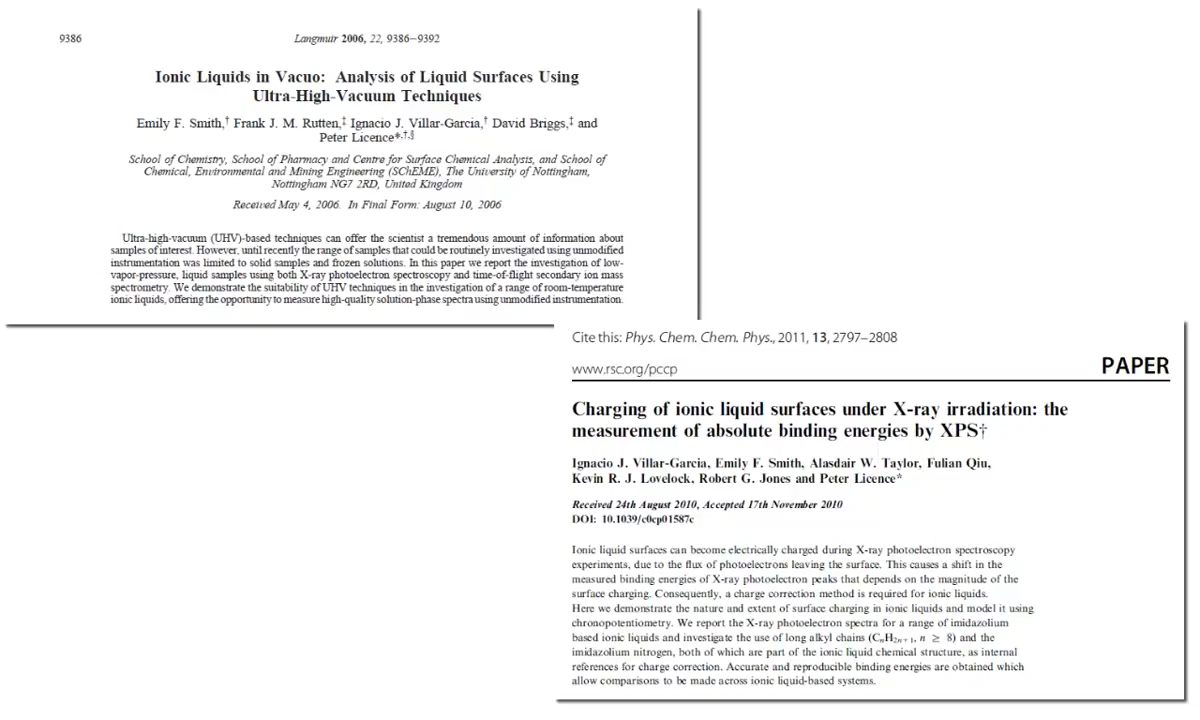 9386
Langmuir 2006, 22, 9386–9392
Ionic Liquids in Vacuo: Analysis of Liquid Surfaces Using
Ultra-High-Vacuum Techniques
Emily F. Smith,† Frank J. M. Rutten,‡ Ignacio J. Villar-Garcia,† David Briggs,‡ and
Peter Licence*,†,§
School of Chemistry, School of Pharmacy and Centre for Surface Chemical Analysis, and School of
Chemical, Environmental and Mining Engineering (SChEME), The University of Nottingham,
Nottingham NG7 2RD, United Kingdom
Received May 4, 2006. In Final Form: August 10, 2006
Ultra-high-vacuum (UHV)-based techniques can offer the scientist a tremendous amount of information about
samples of interest. However, until recently the range of samples that could be routinely investigated using unmodified
instrumentation was limited to solid samples and frozen solutions. In this paper we report the investigation of low-
vapor-pressure, liquid samples using both X-ray photoelectron spectroscopy and time-of-flight secondary ion mass
spectrometry. We demonstrate the suitability of UHV techniques in the investigation of a range of room-temperature
ionic liquids, offering the opportunity to measure high-quality solution-phase spectra using unmodified instrumentation.
Cite this: Phys. Chem. Chem. Phys., 2011, 13, 2797–2808
www.rsc.org/pccp
PAPER
Charging of ionic liquid surfaces under X-ray irradiation: the
measurement of absolute binding energies by XPS†
Ignacio J. Villar-Garcia, Emily F. Smith, Alasdair W. Taylor, Fulian Qiu,
Kevin R. J. Lovelock, Robert G. Jones and Peter Licence*
Received 24th August 2010, Accepted 17th November 2010
DOI: 10.1039/c0cp01587c
Ionic liquid surfaces can become electrically charged during X-ray photoelectron spectroscopy
experiments, due to the flux of photoelectrons leaving the surface. This causes a shift in the
measured binding energies of X-ray photoelectron peaks that depends on the magnitude of the
surface charging. Consequently, a charge correction method is required for ionic liquids.
Here we demonstrate the nature and extent of surface charging in ionic liquids and model it using
chronopotentiometry. We report the X-ray photoelectron spectra for a range of imidazolium
based ionic liquids and investigate the use of long alkyl chains (CnH2n+1, n ≥ 8) and the
imidazolium nitrogen, both of which are part of the ionic liquid chemical structure, as internal
references for charge correction. Accurate and reproducible binding energies are obtained which
allow comparisons to be made across ionic liquid-based systems.